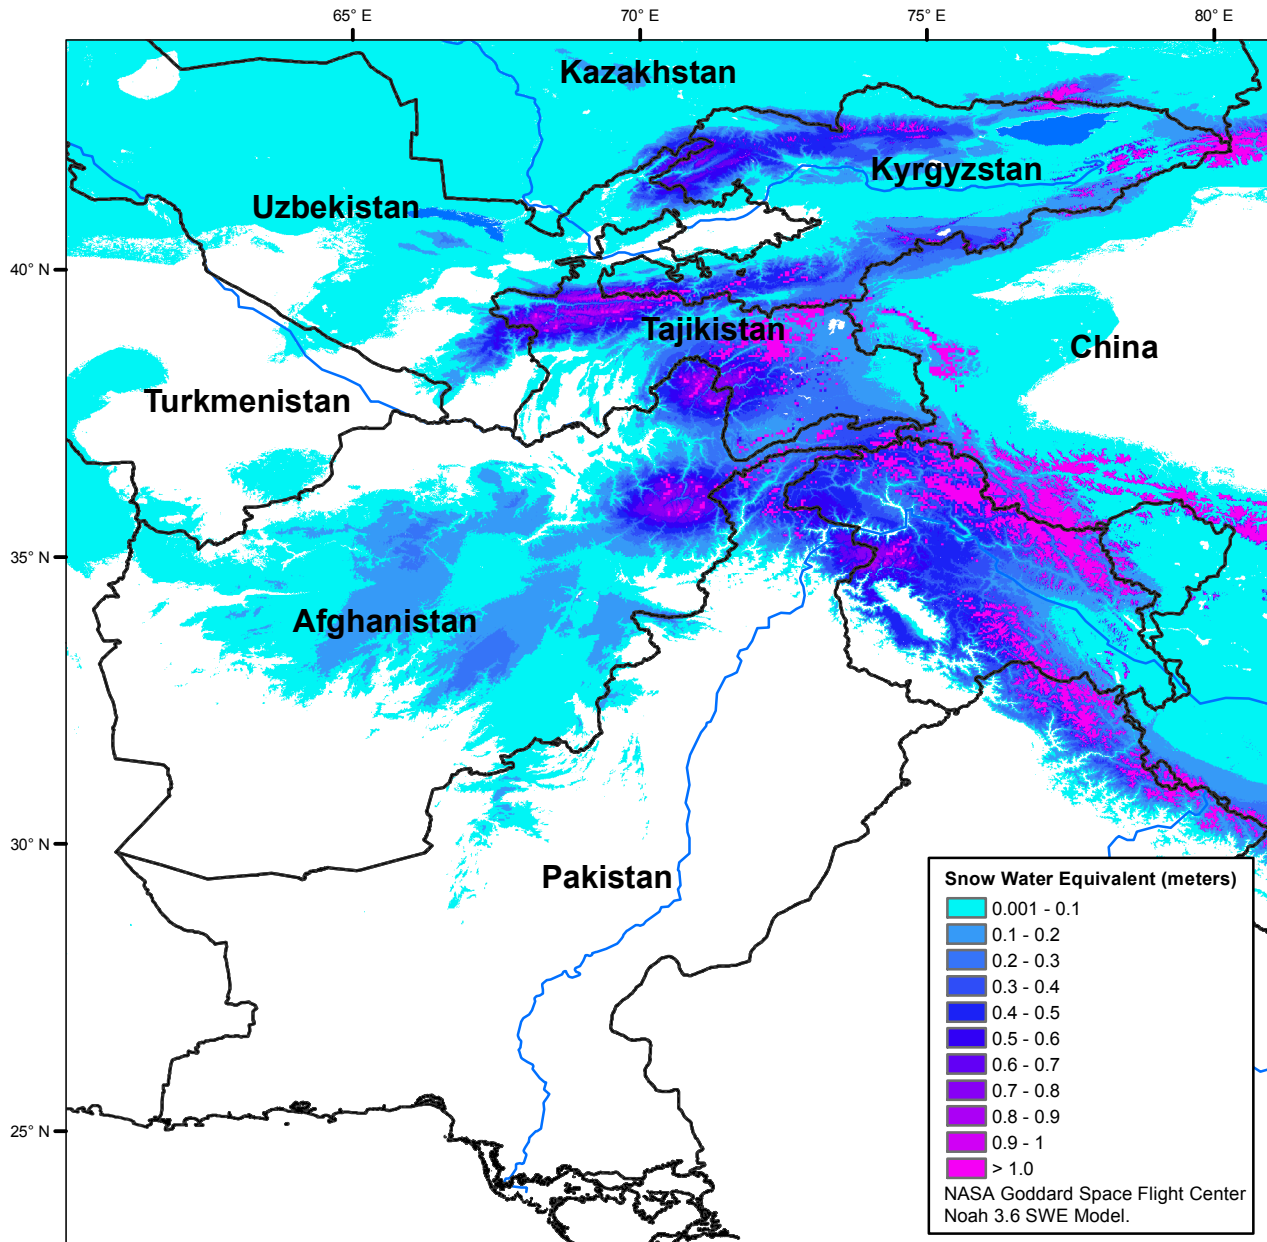 65° E 70° E 75° E 80° E
Kazakhstan
Kyrgyzstan
Uzbekistan
40° N
Tajikistan
China
Turkmenistan
35° N
Afghanistan
30° N
Pakistan
25° N
Snow Water Equivalent (meters)
0.001 - 0.1
0.1 - 0.2
0.2 - 0.3
0.3 - 0.4
0.4 - 0.5
0.5 - 0.6
0.6 - 0.7
0.7 - 0.8
0.8 - 0.9
0.9 - 1
> 1.0
NASA Goddard Space Flight Center
Noah 3.6 SWE Model.